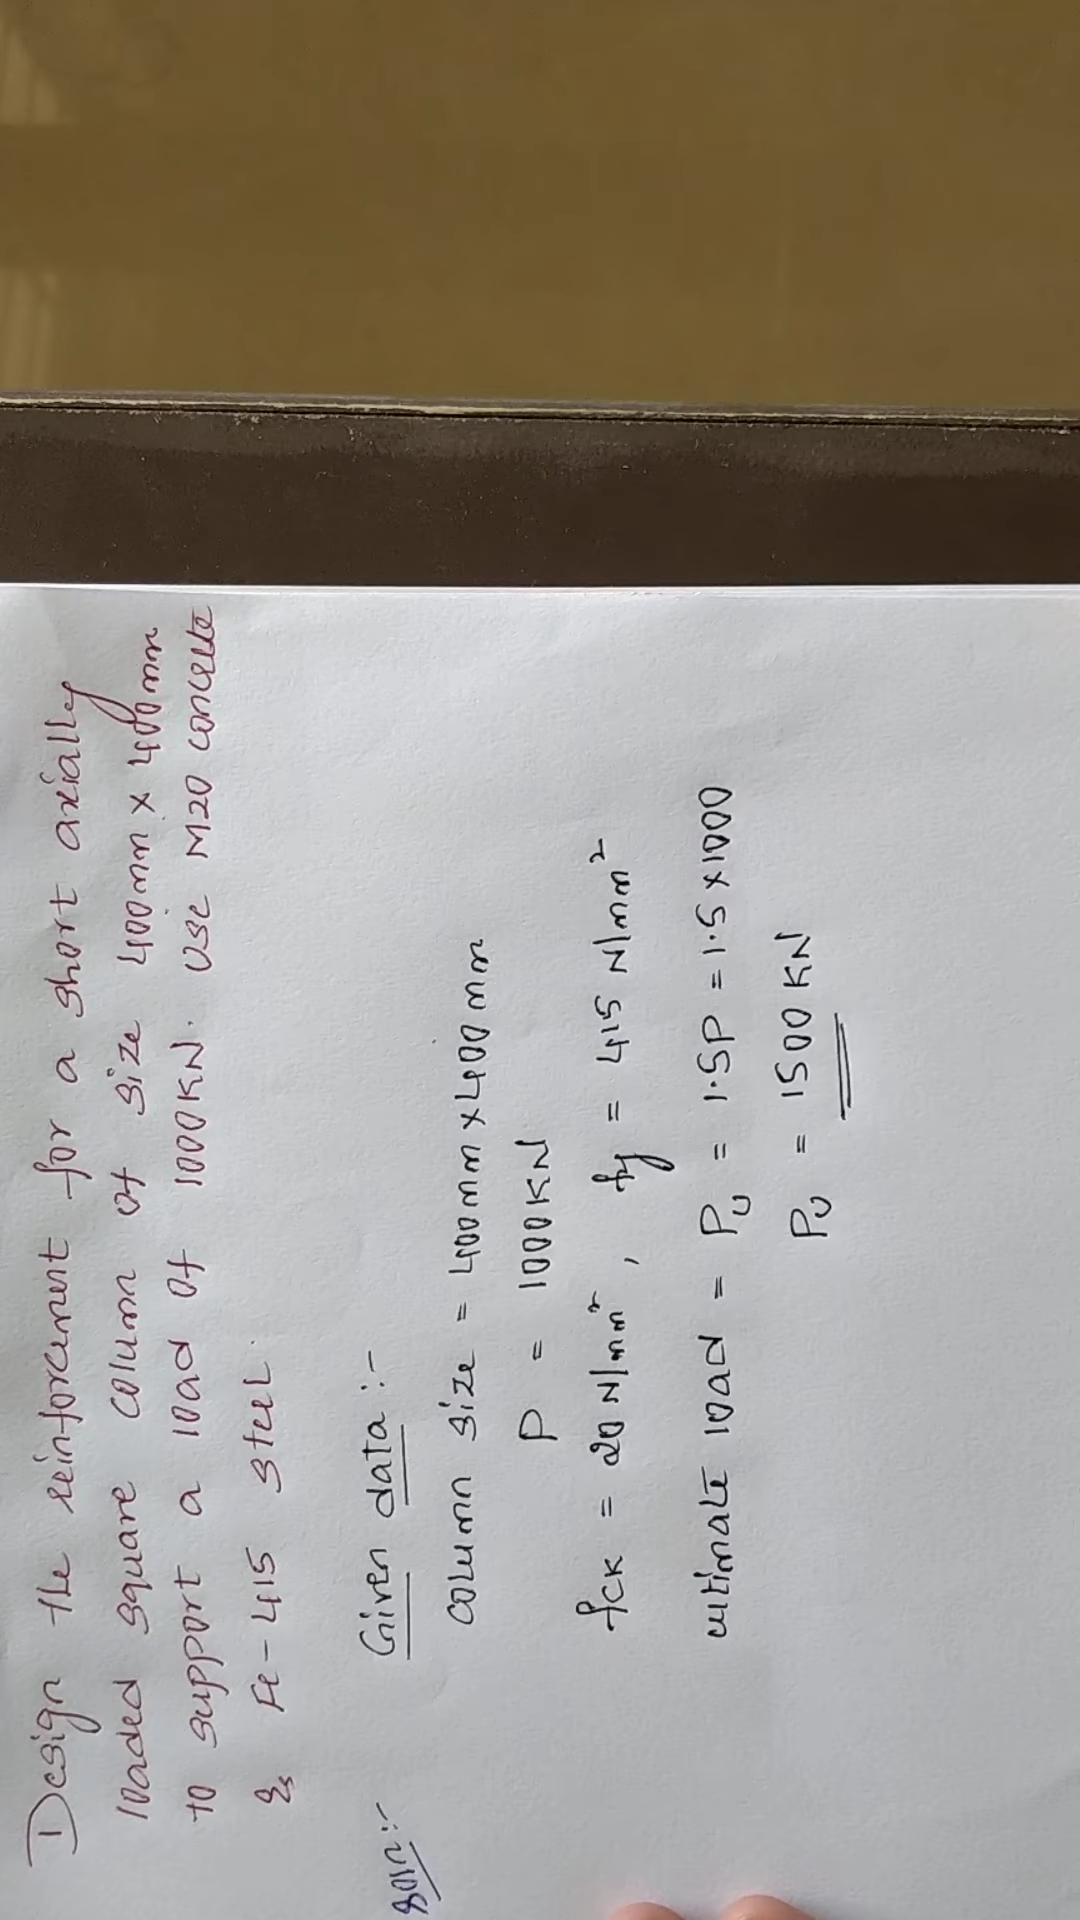 Design the reinforcement for a short axially
loaded square column of size 400mm x 400mm
to support a load of 1000KN. Use M20 concrete
& Fe-415 steel.
Soln:- Given data:-
column size = 400mm x 400mm
P = 1000KN
fck = 20 N/mm², fy = 415 N/mm²
ultimate load = Pu = 1.5P = 1.5 x 1000
Pu = 1500 KN